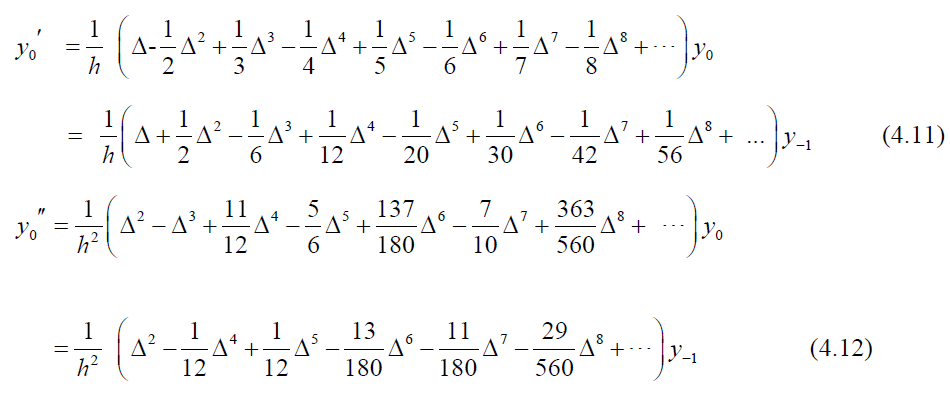 y₀′ = 1/h (Δ-1/2 Δ² + 1/3 Δ³ − 1/4 Δ⁴ + 1/5 Δ⁵ − 1/6 Δ⁶ + 1/7 Δ⁷ − 1/8 Δ⁸ + ⋯) y₀
= 1/h (Δ + 1/2 Δ² − 1/6 Δ³ + 1/12 Δ⁴ − 1/20 Δ⁵ + 1/30 Δ⁶ − 1/42 Δ⁷ + 1/56 Δ⁸ + ...) y₋₁ (4.11)
y₀″ = 1/h² (Δ² − Δ³ + 11/12 Δ⁴ − 5/6 Δ⁵ + 137/180 Δ⁶ − 7/10 Δ⁷ + 363/560 Δ⁸ + ⋯) y₀
= 1/h² (Δ² − 1/12 Δ⁴ + 1/12 Δ⁵ − 13/180 Δ⁶ − 11/180 Δ⁷ − 29/560 Δ⁸ + ⋯) y₋₁ (4.12)